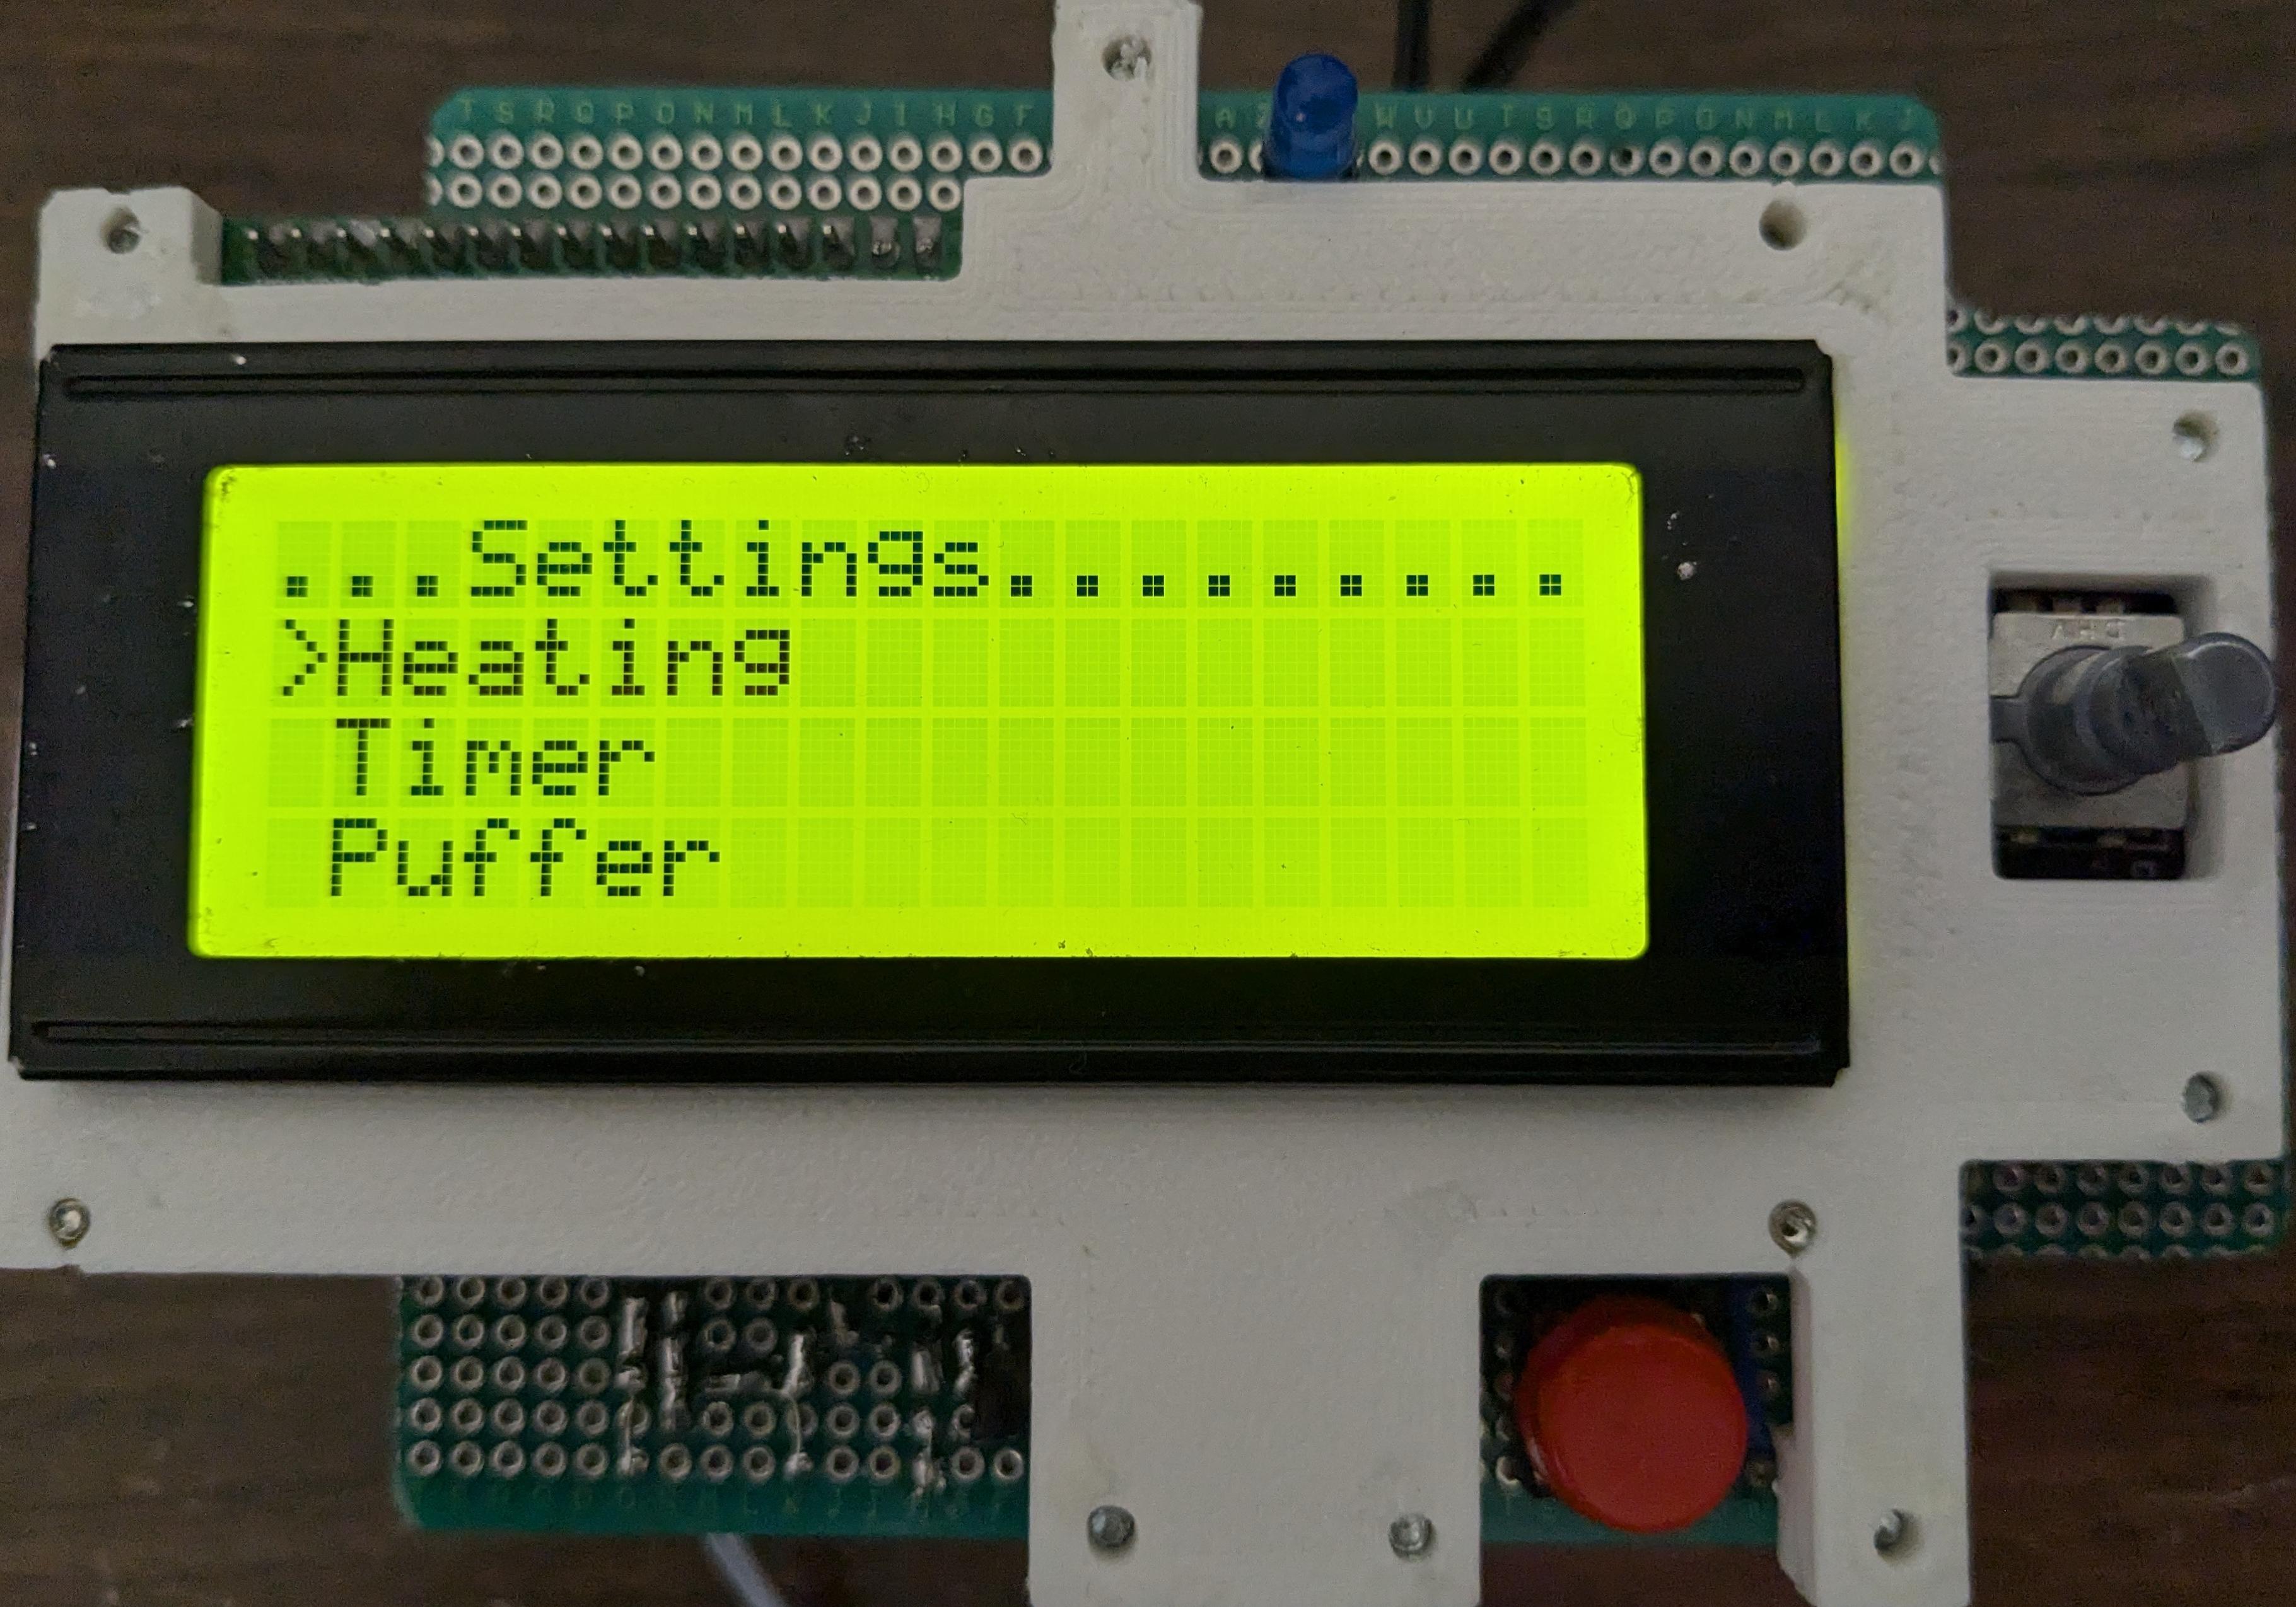 T S R Q P O N M L K J I H G F
A Z W V U T S R Q P O N M L K J
...Settings.........
>Heating
Timer
Puffer